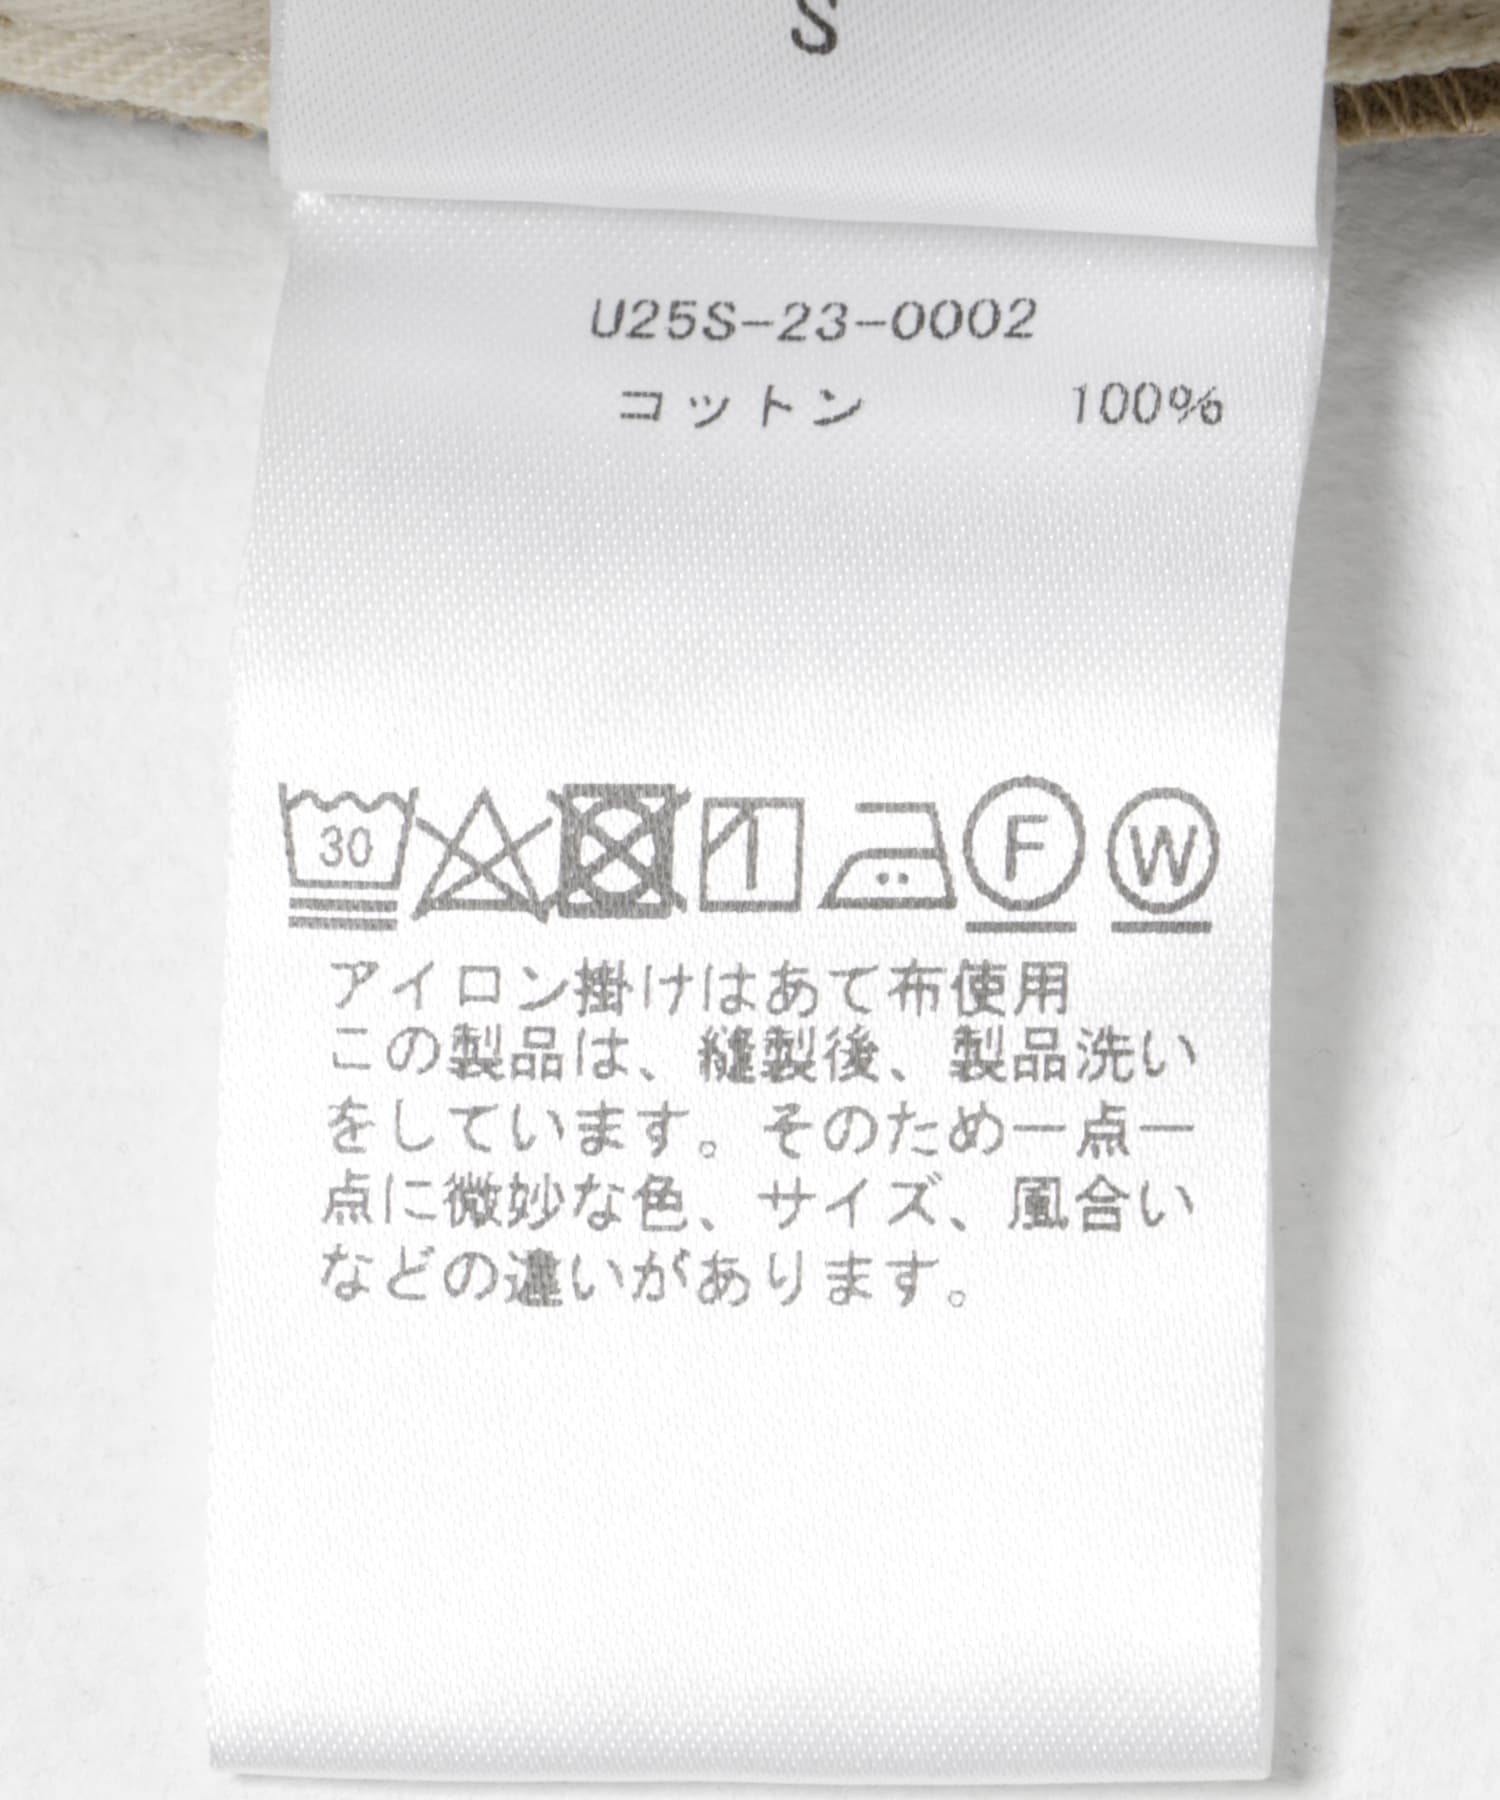 S
U25S-23-0002
コットン 100%
30 F W
アイロン掛けはあて布使用
この製品は、縫製後、製品洗い
をしています。そのため一点一
点に微妙な色、サイズ、風合い
などの違いがあります。